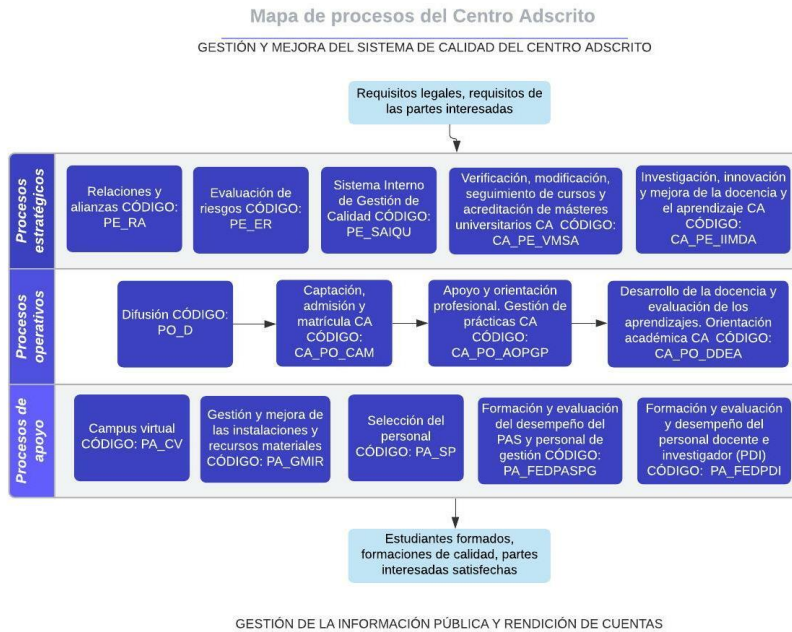 Mapa de procesos del Centro Adscrito
GESTIÓN Y MEJORA DEL SISTEMA DE CALIDAD DEL CENTRO ADSCRITO
Requisitos legales, requisitos de
las partes interesadas
Procesos
estratégicos
Relaciones y
alianzas CÓDIGO:
PE_RA
Evaluación de
riesgos CÓDIGO:
PE_ER
Sistema Interno
de Gestión de
Calidad CÓDIGO:
PE_SAIQU
Verificación, modificación,
seguimiento de cursos y
acreditación de másteres
universitarios CA CÓDIGO:
CA_PE_VMSA
Investigación, innovación
y mejora de la docencia y
el aprendizaje CA
CÓDIGO:
CA_PE_IIMDA
Procesos
operativos
Difusión CÓDIGO:
PO_D
Captación,
admisión y
matrícula CA
CÓDIGO:
CA_PO_CAM
Apoyo y orientación
profesional. Gestión de
prácticas CA
CÓDIGO:
CA_PO_AOPGP
Desarrollo de la docencia y
evaluación de los
aprendizajes. Orientación
académica CA CÓDIGO:
CA_PO_DDEA
Procesos de
apoyo
Campus virtual
CÓDIGO: PA_CV
Gestión y mejora de
las instalaciones y
recursos materiales
CÓDIGO: PA_GMIR
Selección del
personal
CÓDIGO: PA_SP
Formación y evaluación
del desempeño del
PAS y personal de
gestión CÓDIGO:
PA_FEDPASPG
Formación y evaluación
y desempeño del
personal docente e
investigador (PDI)
CÓDIGO: PA_FEDPDI
Estudiantes formados,
formaciones de calidad, partes
interesadas satisfechas
GESTIÓN DE LA INFORMACIÓN PÚBLICA Y RENDICIÓN DE CUENTAS